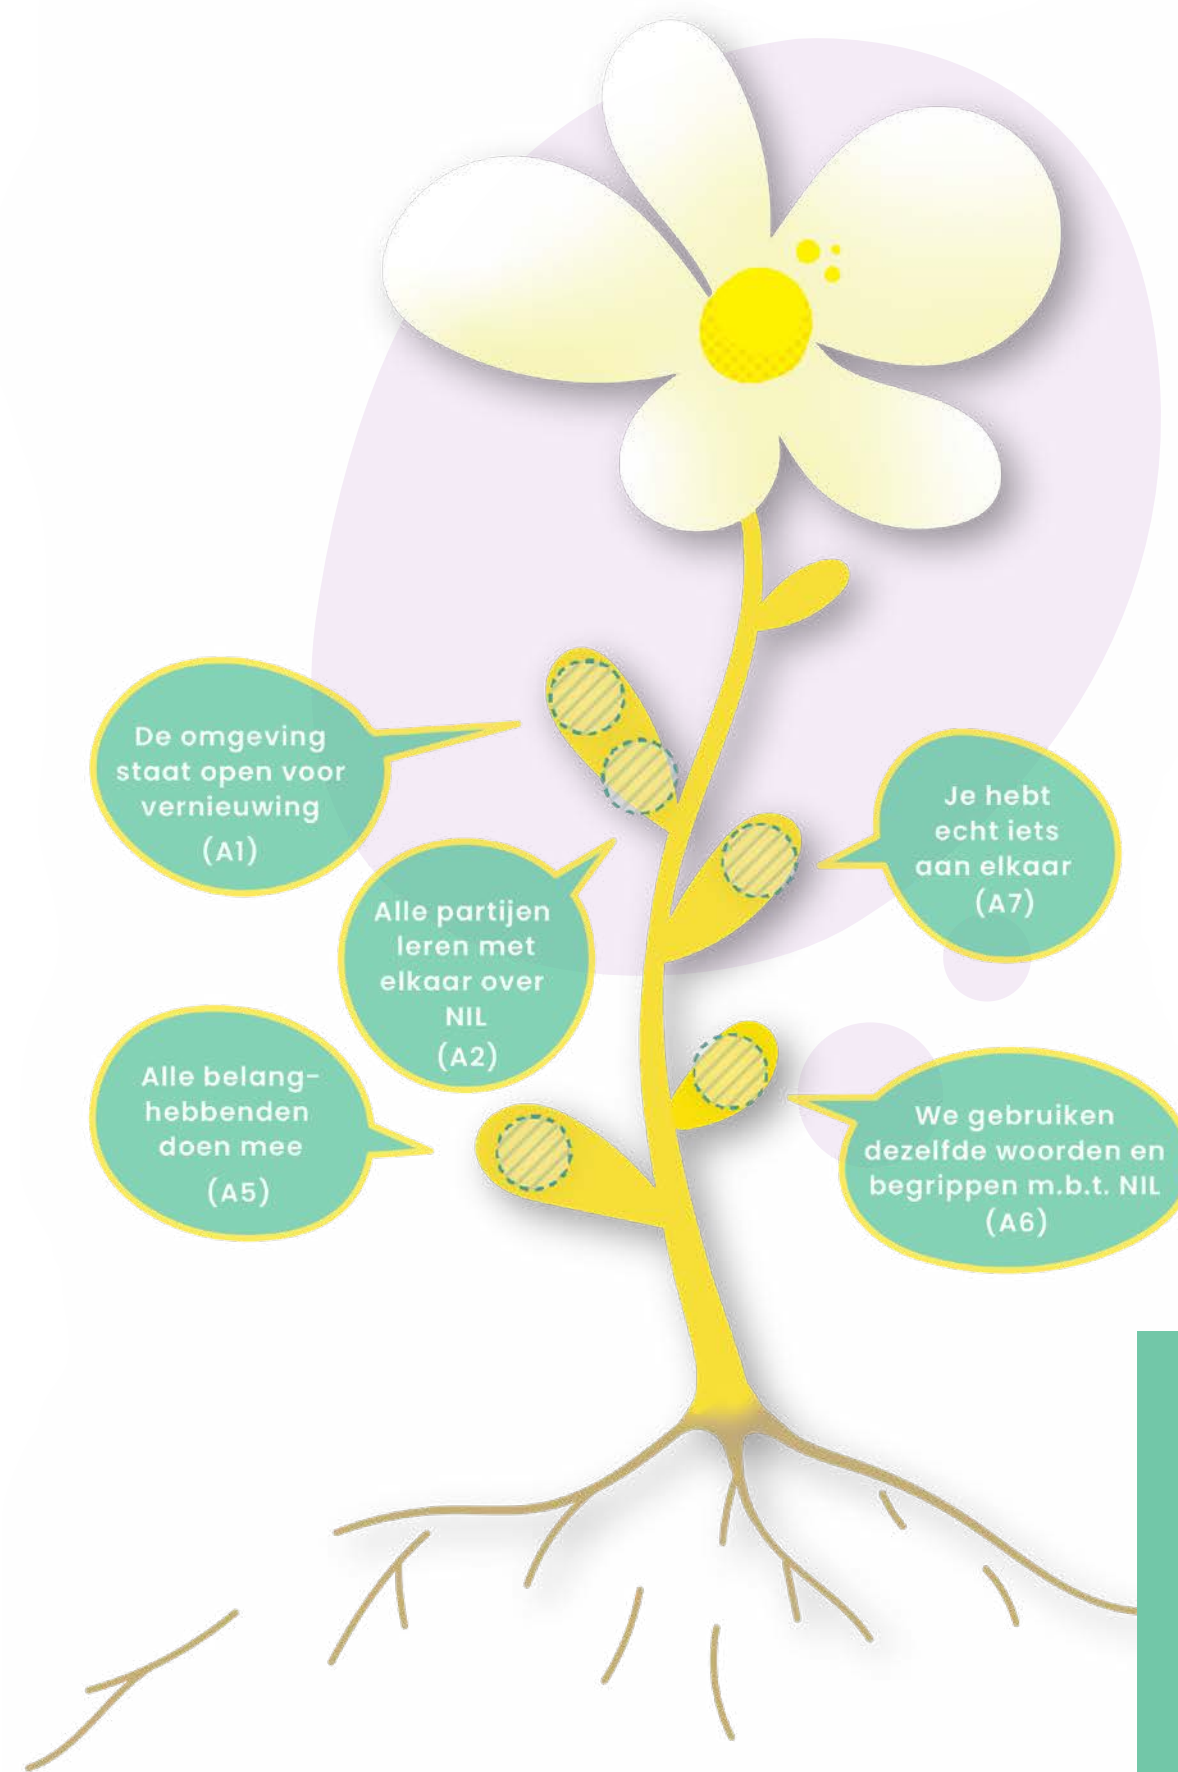 De omgeving
staat open voor
vernieuwing
(A1)
Alle partijen
leren met
elkaar over
NIL
(A2)
Je hebt
echt iets
aan elkaar
(A7)
Alle belang-
hebbenden
doen mee
(A5)
We gebruiken
dezelfde woorden en
begrippen m.b.t. NIL
(A6)